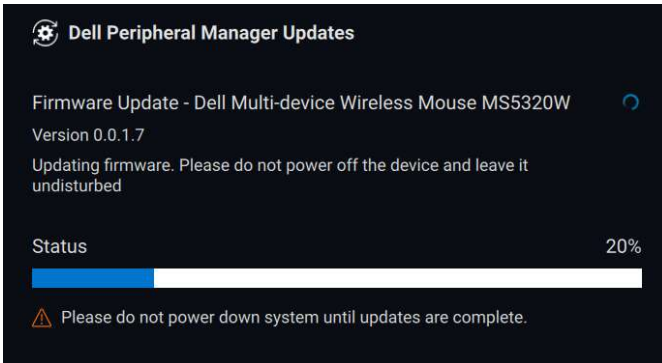 Dell Peripheral Manager Updates
Firmware Update - Dell Multi-device Wireless Mouse MS5320W
Version 0.0.1.7
Updating firmware. Please do not power off the device and leave it
undisturbed
Status 20%
Please do not power down system until updates are complete.